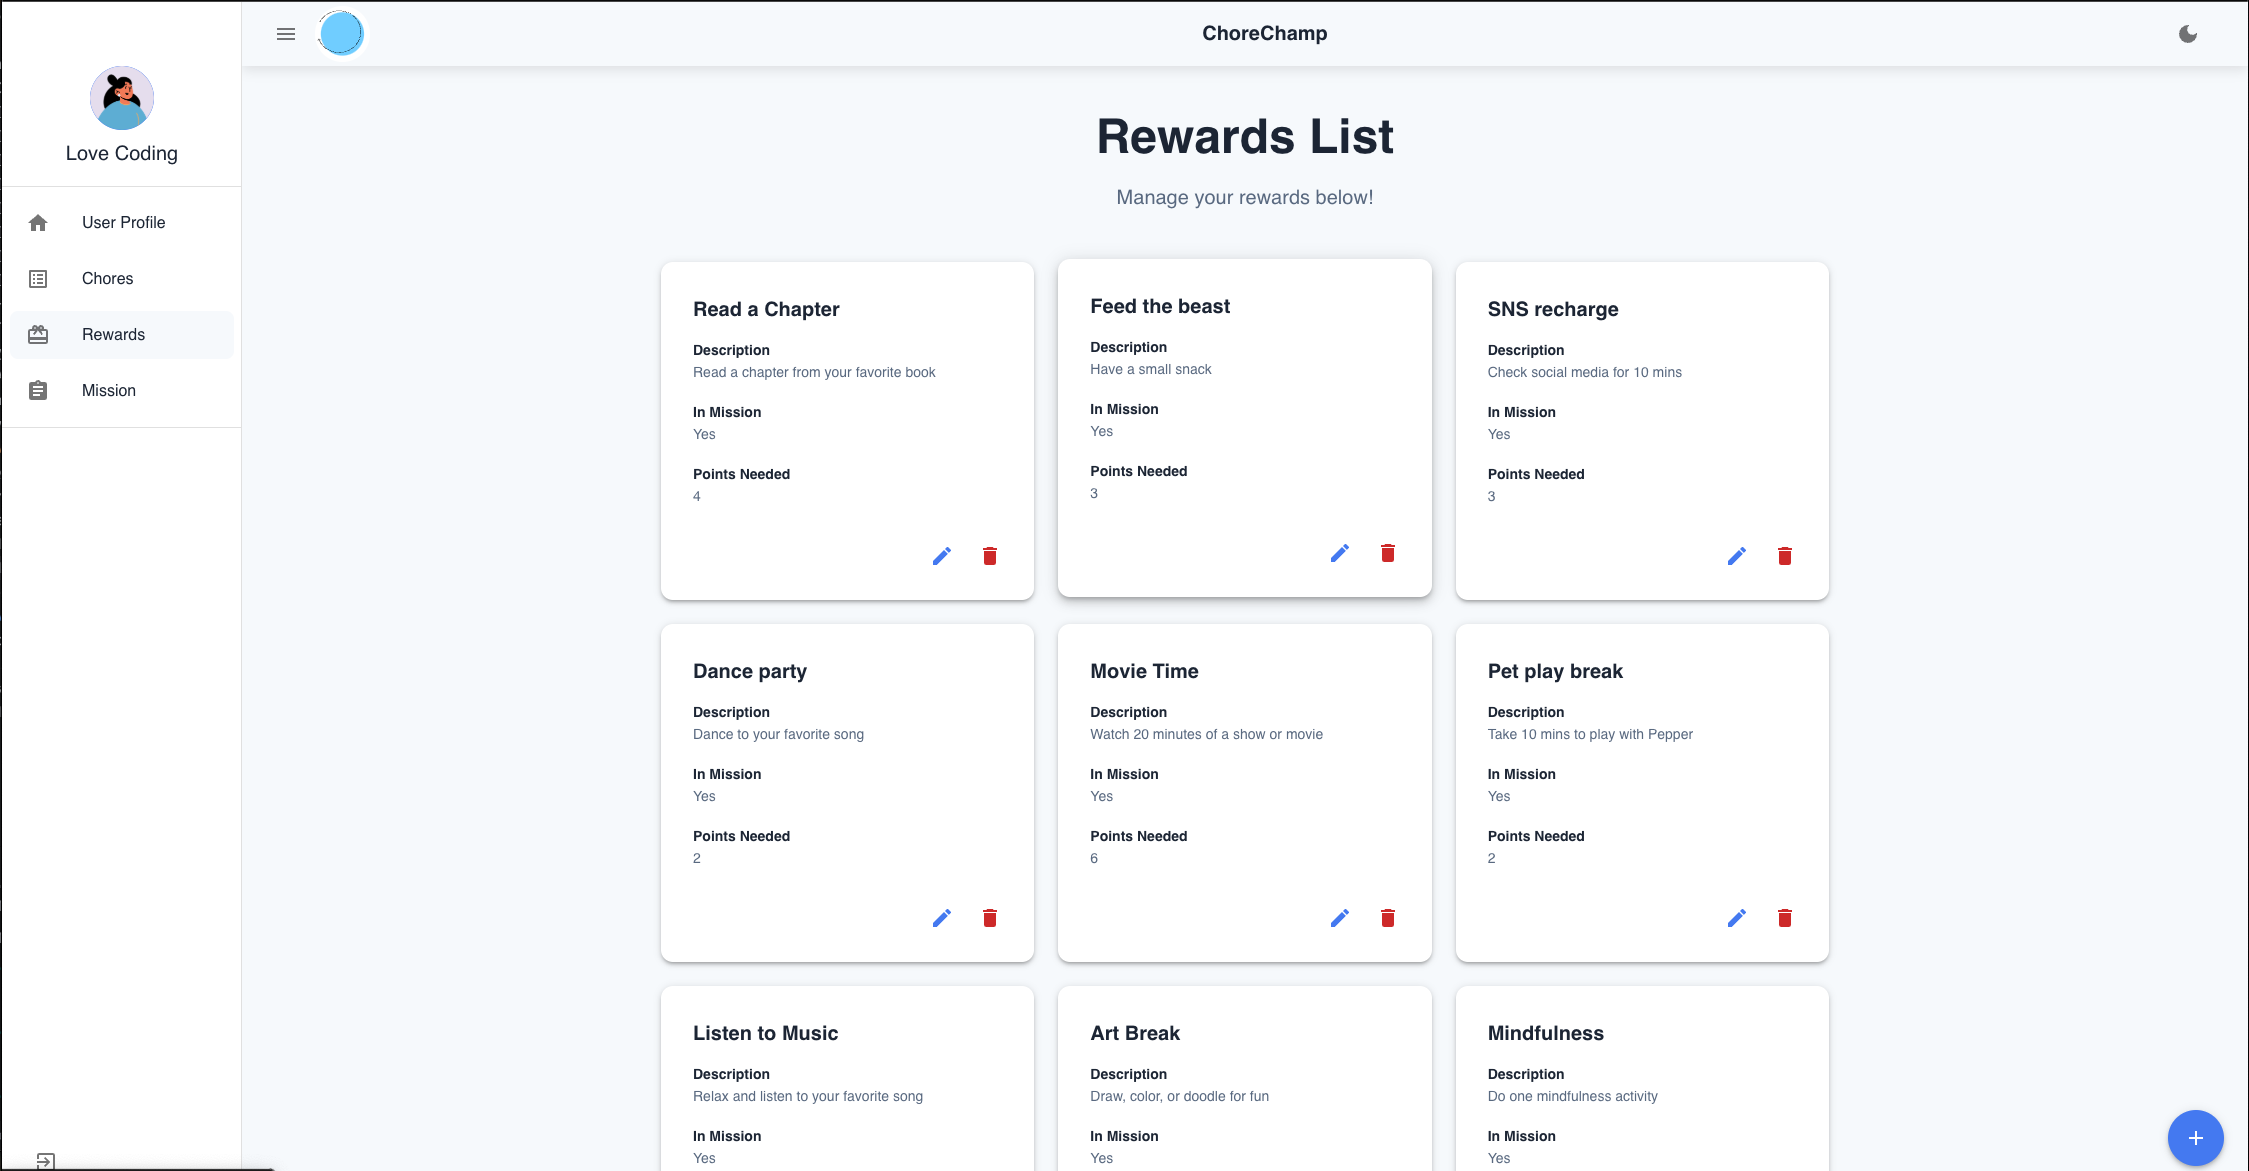 ChoreChamp
Love Coding
User Profile
Chores
Rewards
Mission
Rewards List
Manage your rewards below!
Read a Chapter
Description
Read a chapter from your favorite book
In Mission
Yes
Points Needed
4
Feed the beast
Description
Have a small snack
In Mission
Yes
Points Needed
3
SNS recharge
Description
Check social media for 10 mins
In Mission
Yes
Points Needed
3
Dance party
Description
Dance to your favorite song
In Mission
Yes
Points Needed
2
Movie Time
Description
Watch 20 minutes of a show or movie
In Mission
Yes
Points Needed
6
Pet play break
Description
Take 10 mins to play with Pepper
In Mission
Yes
Points Needed
2
Listen to Music
Description
Relax and listen to your favorite song
In Mission
Yes
Art Break
Description
Draw, color, or doodle for fun
In Mission
Yes
Mindfulness
Description
Do one mindfulness activity
In Mission
Yes